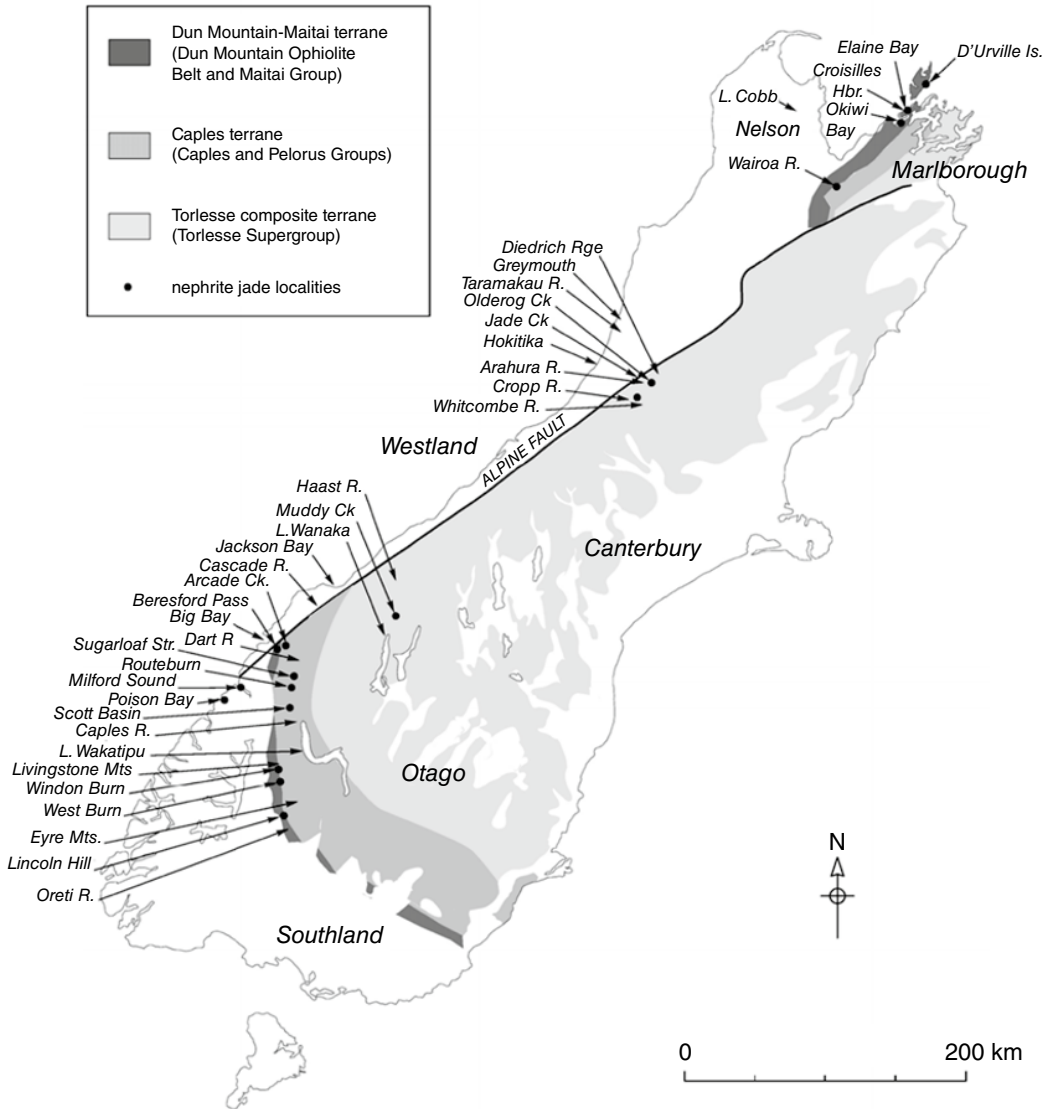 Dun Mountain-Maitai terrane
(Dun Mountain Ophiolite
Belt and Maitai Group)
Caples terrane
(Caples and Pelorus Groups)
Torlesse composite terrane
(Torlesse Supergroup)
nephrite jade localities
Elaine Bay
D'Urville Is.
Croisilles
Hbr.
L. Cobb
Okiwi
Bay
Nelson
Wairoa R.
Marlborough
Diedrich Rge
Greymouth
Taramakau R.
Olderog Ck
Jade Ck
Hokitika
Arahura R.
Cropp R.
Whitcombe R.
ALPINE FAULT
Westland
Haast R.
Muddy Ck
L.Wanaka
Jackson Bay
Cascade R.
Arcade Ck.
Beresford Pass
Big Bay
Canterbury
Sugarloaf Str.
Dart R
Routeburn
Milford Sound
Poison Bay
Scott Basin
Caples R.
L. Wakatipu
Livingstone Mts
Otago
Windon Burn
West Burn
Eyre Mts.
Lincoln Hill
Oreti R.
N
Southland
0
200 km